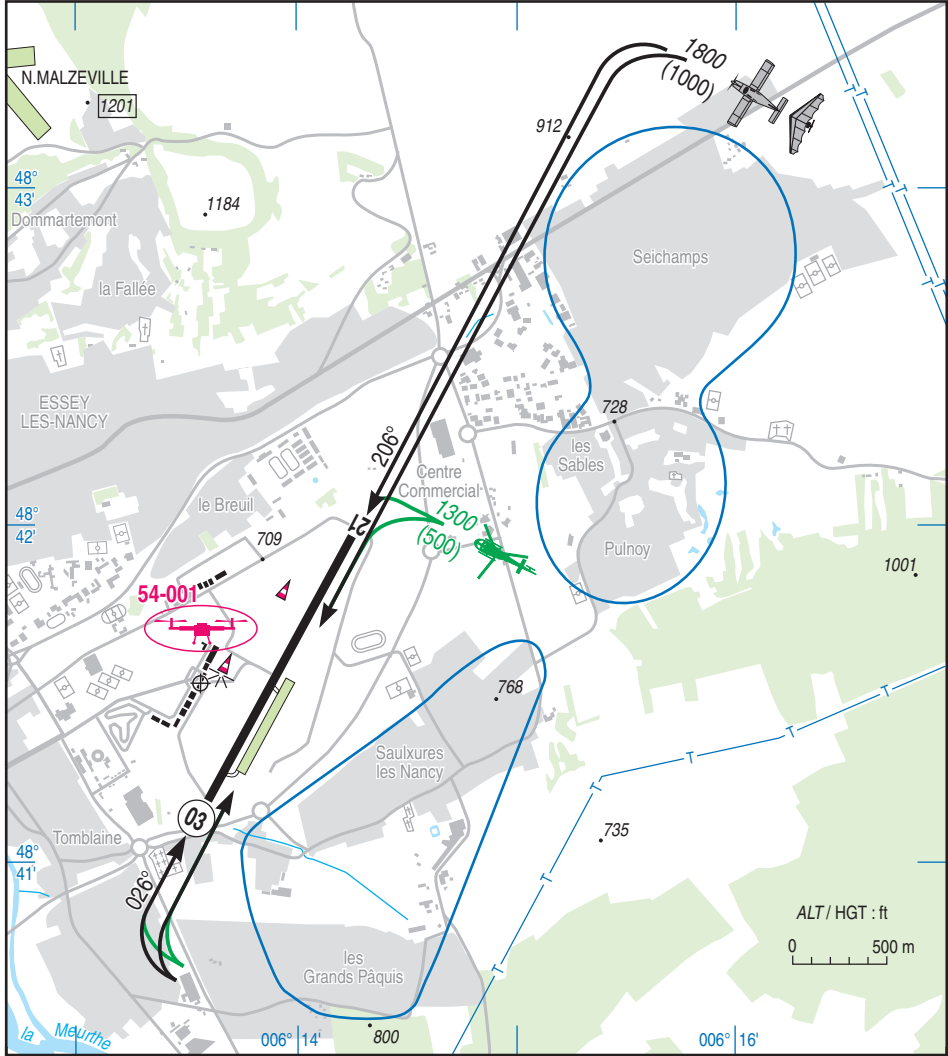 1800
(1000)
N.MALZEVILLE
1201
912
48°
43'
1184
Dommartemont
Seichamps
la Fallée
ESSEY
LES-NANCY
728
206°
les
Sables
Centre
Commercial
le Breuil
1300
(500)
21
48°
42'
709
Pulnoy
1001
54-001
768
T
T
T
T
T
T
T
T
T
Saulxures
les Nancy
03
Tomblaine
735
48°
41'
026°
ALT / HGT : ft
0 500 m
les
Grands Pâquis
la Meurthe
006° 14'
800
006° 16'